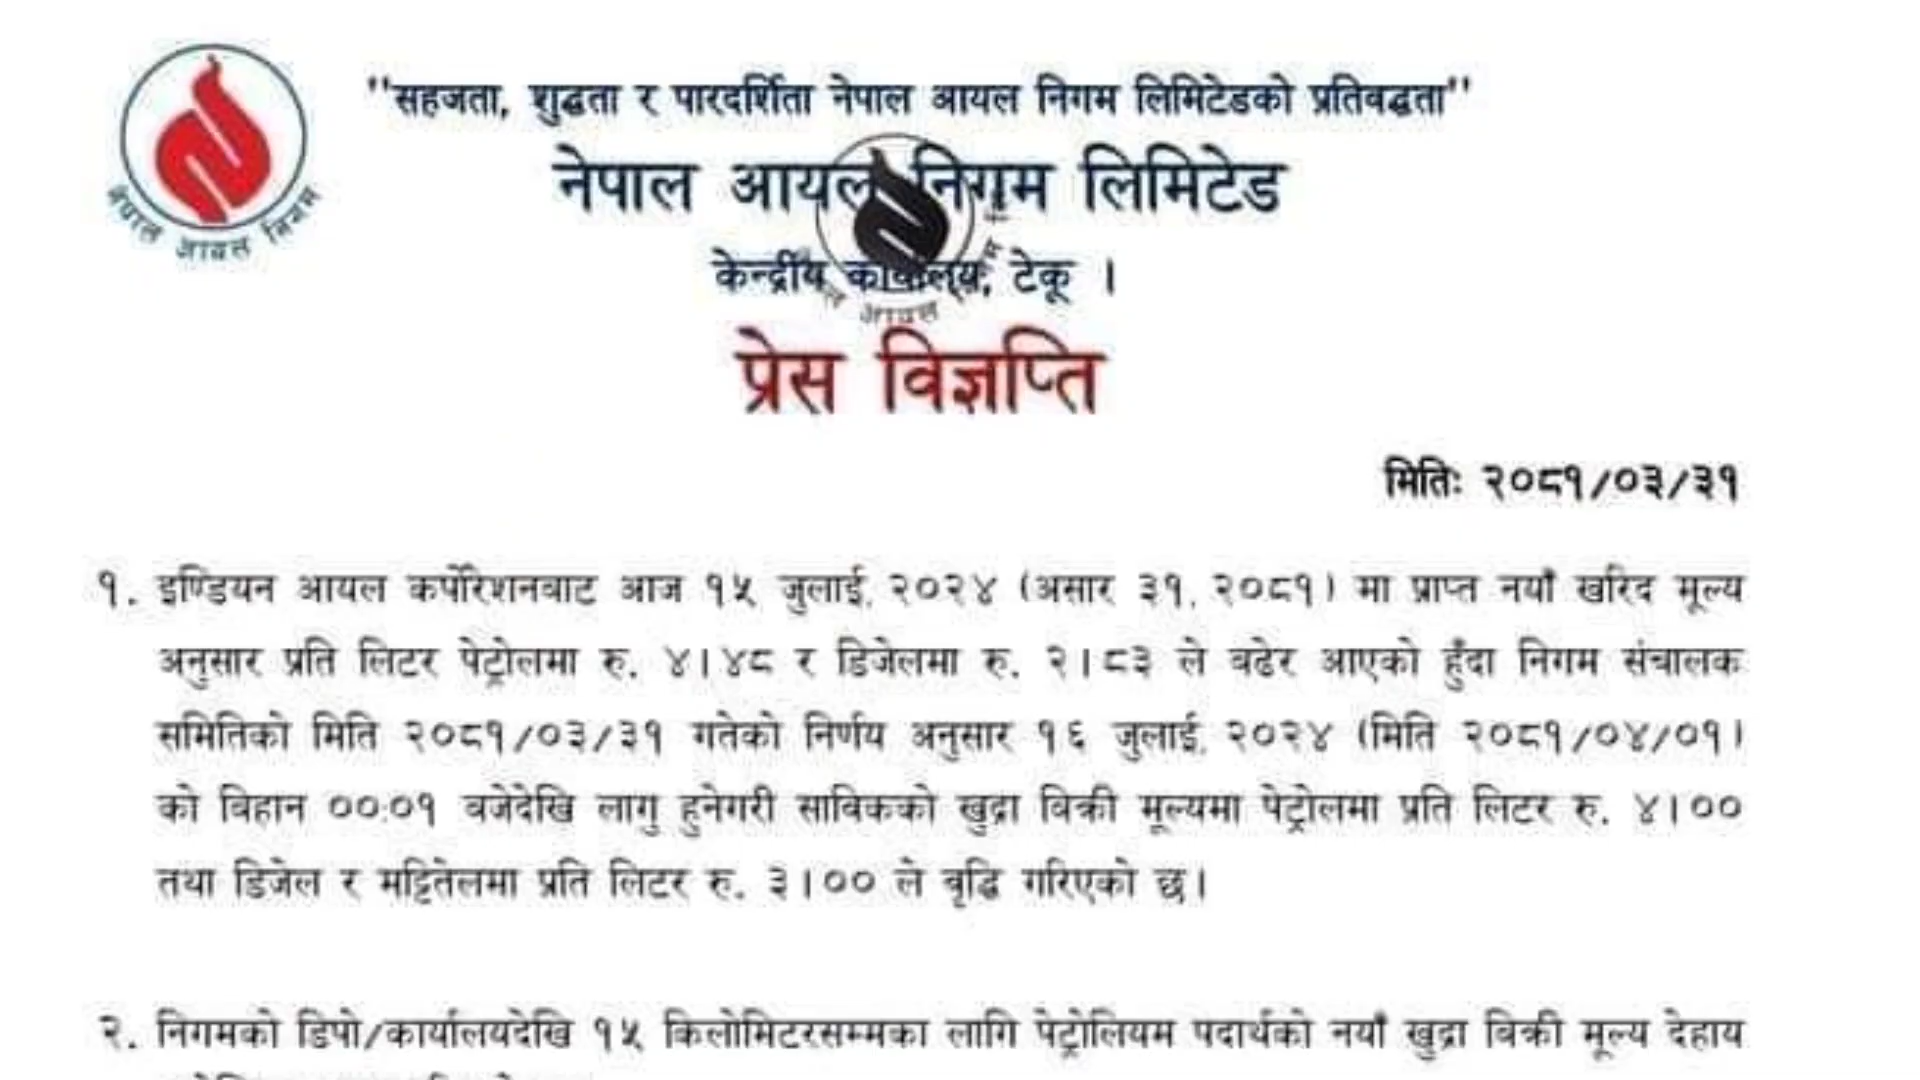 "सहजता, शुद्धता र पारदर्शिता नेपाल आयल निगम लिमिटेडको प्रतिबद्धता"
नेपाल आयल निगम लिमिटेड
केन्द्रीय कार्यालय, टेकू ।
नेपाल आयल निगम
प्रेस विज्ञप्ति
मितिः २०८१/०३/३१
१. इण्डियन आयल कर्पोरेशनबाट आज १५ जुलाई, २०२४ (असार ३१, २०८१) मा प्राप्त नयाँ खरिद मूल्य
अनुसार प्रति लिटर पेट्रोलमा रु. ४।४८ र डिजेलमा रु. २।८३ ले बढेर आएको हुँदा निगम संचालक
समितिको मिति २०८१/०३/३१ गतेको निर्णय अनुसार १६ जुलाई, २०२४ (मिति २०८१/०४/०१)
को बिहान ००:०१ बजेदेखि लागु हुनेगरी साबिकको खुद्रा बिक्री मूल्यमा पेट्रोलमा प्रति लिटर रु. ४।००
तथा डिजेल र मट्टितेलमा प्रति लिटर रु. ३।०० ले बृद्धि गरिएको छ।
२. निगमको डिपो/कार्यालयदेखि १५ किलोमिटरसम्मका लागि पेट्रोलियम पदार्थको नयाँ खुद्रा बिक्री मूल्य देहाय